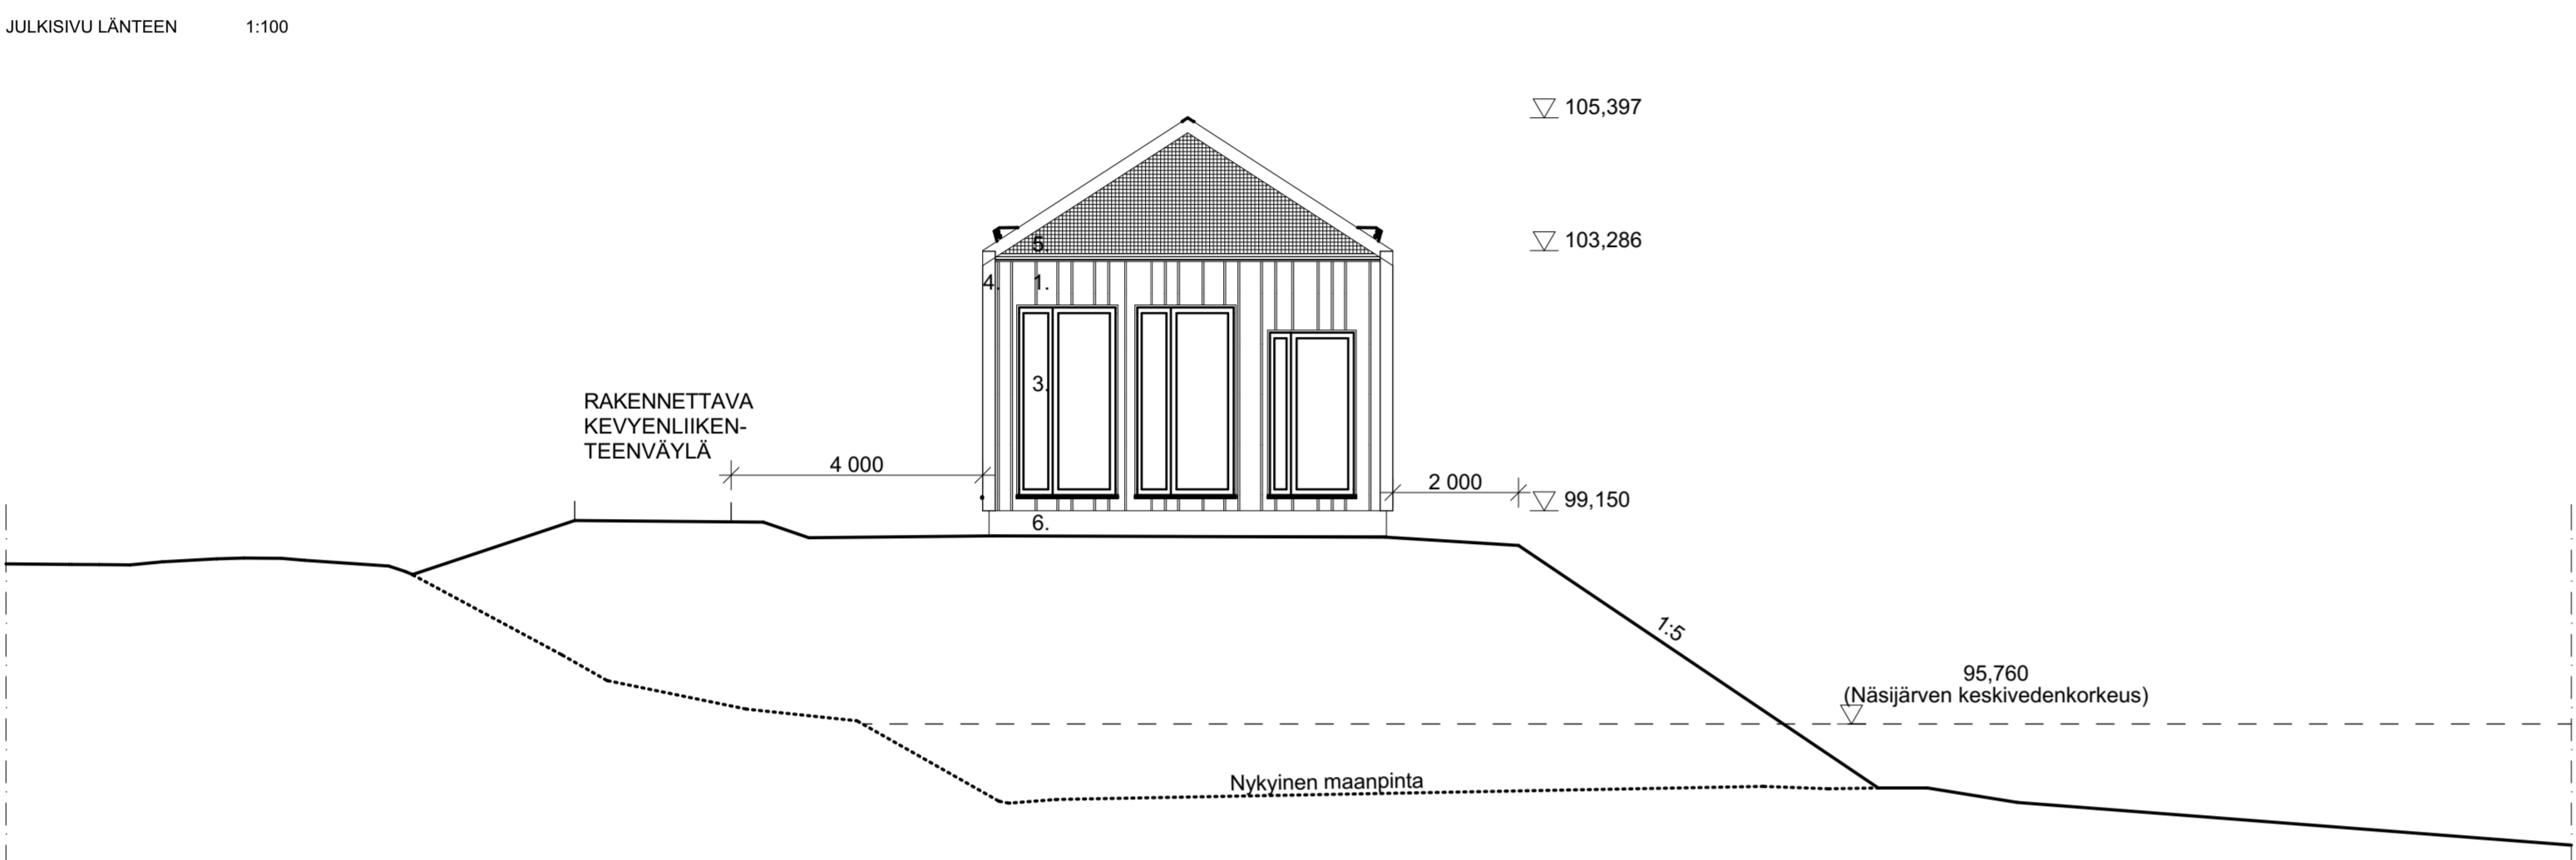 JULKISIVU LÄNTEEN 1:100
105,397
103,286
5.
4. 1.
3.
RAKENNETTAVA
KEVYENLIIKEN-
TEENVÄYLÄ
4 000
2 000
99,150
6.
1:5
95,760
(Näsijärven keskivedenkorkeus)
Nykyinen maanpinta